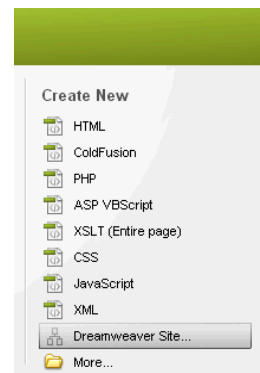 Create New
HTML
ColdFusion
PHP
ASP VBScript
XSLT (Entire page)
CSS
JavaScript
XML
Dreamweaver Site...
More...